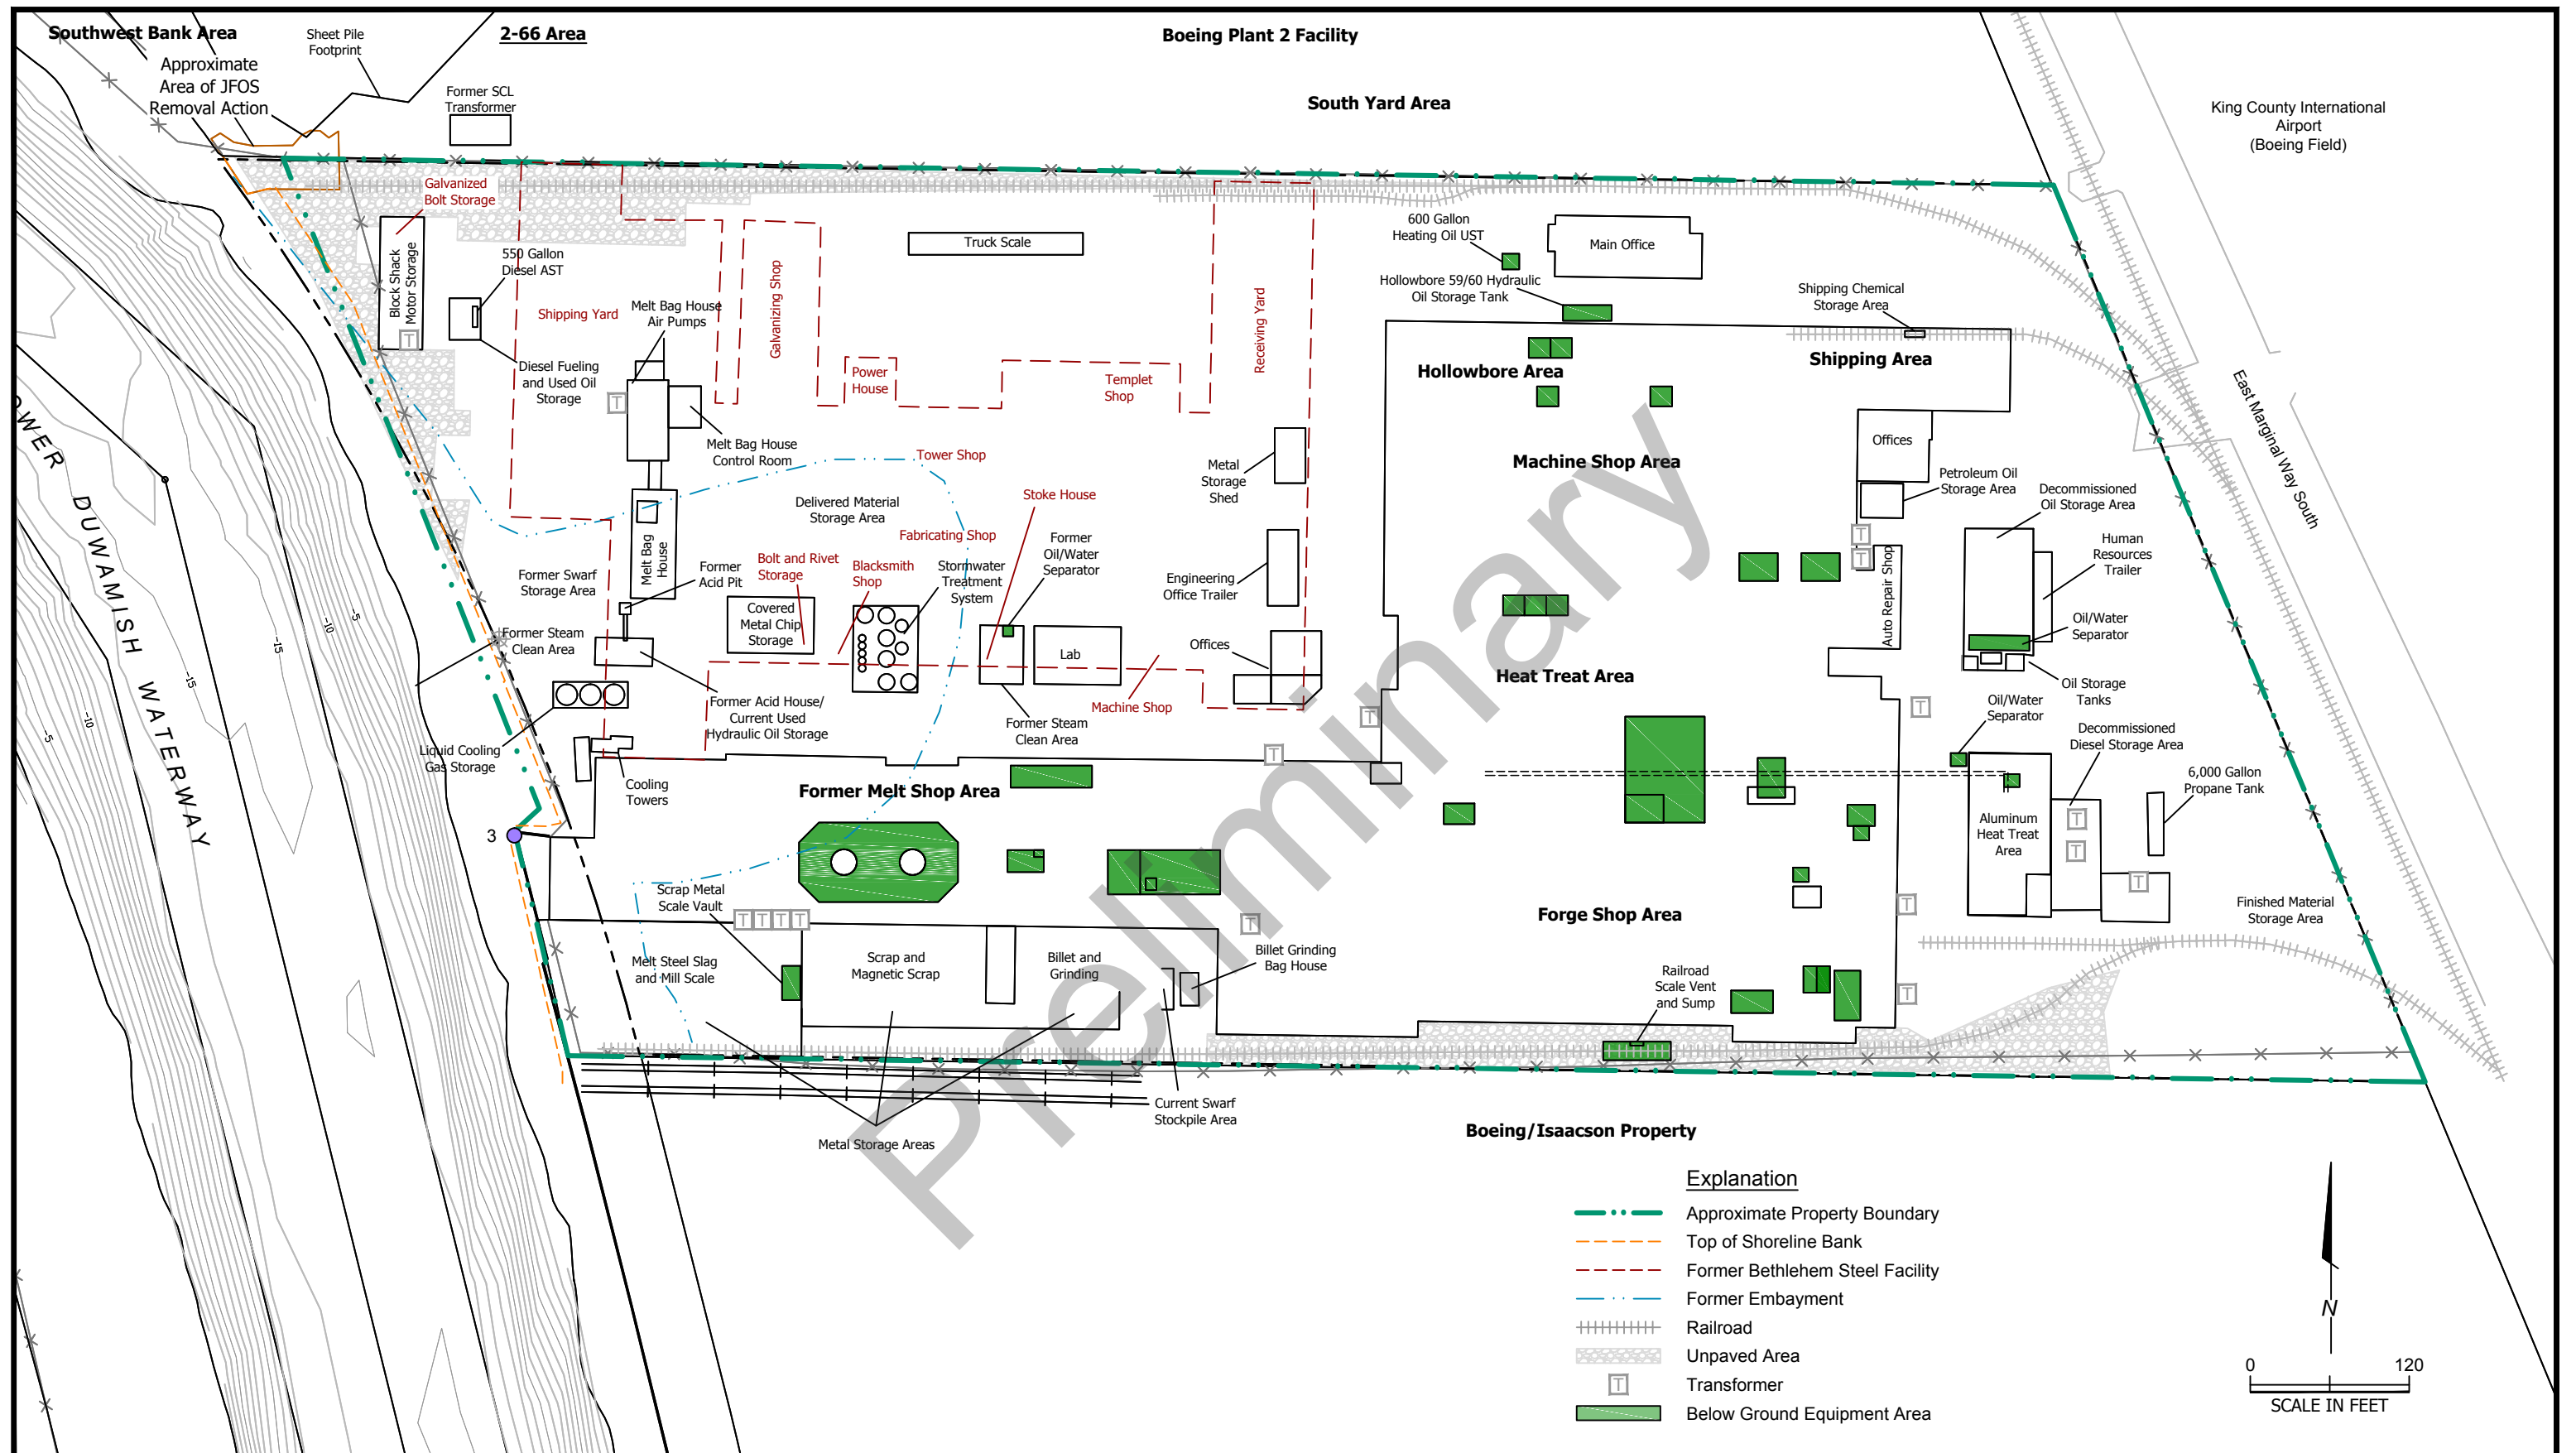 Southwest Bank Area
2-66 Area
Boeing Plant 2 Facility
Sheet Pile
Footprint
Approximate
Area of JFOS
Removal Action
Former SCL
Transformer
South Yard Area
King County International
Airport
(Boeing Field)
Galvanized
Bolt Storage
Block Shack
Motor Storage
T
550 Gallon
Diesel AST
Shipping Yard
Diesel Fueling
and Used Oil
Storage
T
Melt Bag House
Air Pumps
Galvanizing Shop
Truck Scale
Power
House
Templet
Shop
Receiving Yard
600 Gallon
Heating Oil UST
Main Office
Hollowbore 59/60 Hydraulic
Oil Storage Tank
Shipping Chemical
Storage Area
Hollowbore Area
Shipping Area
East Marginal Way South
Melt Bag House
Control Room
Tower Shop
Metal
Storage
Shed
Machine Shop Area
Offices
Petroleum Oil
Storage Area
Decommissioned
Oil Storage Area
Delivered Material
Storage Area
Stoke House
Fabricating Shop
Former
Oil/Water
Separator
Human
Resources
Trailer
T
T
Auto Repair Shop
Melt Bag
House
Former Swarf
Storage Area
Former
Acid Pit
Bolt and Rivet
Storage
Blacksmith
Shop
Stormwater
Treatment
System
Engineering
Office Trailer
Covered
Metal Chip
Storage
Oil/Water
Separator
Former Steam
Clean Area
Lab
Offices
Heat Treat Area
Oil Storage
Tanks
Former Acid House/
Current Used
Hydraulic Oil Storage
Former Steam
Clean Area
Machine Shop
T
T
T
Oil/Water
Separator
Decommissioned
Diesel Storage Area
Liquid Cooling
Gas Storage
Cooling
Towers
Former Melt Shop Area
6,000 Gallon
Propane Tank
LOWER DUWAMISH WATERWAY
-5
-10
-15
-15
-10
-5
3
Aluminum
Heat Treat
Area
T
T
T
Scrap Metal
Scale Vault
T T T T
T
T
Forge Shop Area
Finished Material
Storage Area
Melt Steel Slag
and Mill Scale
Scrap and
Magnetic Scrap
Billet and
Grinding
Billet Grinding
Bag House
Railroad
Scale Vent
and Sump
T
Metal Storage Areas
Current Swarf
Stockpile Area
Boeing/Isaacson Property
Preliminary
Explanation
Approximate Property Boundary
Top of Shoreline Bank
Former Bethlehem Steel Facility
Former Embayment
Railroad
Unpaved Area
T Transformer
Below Ground Equipment Area
N
0 120
SCALE IN FEET